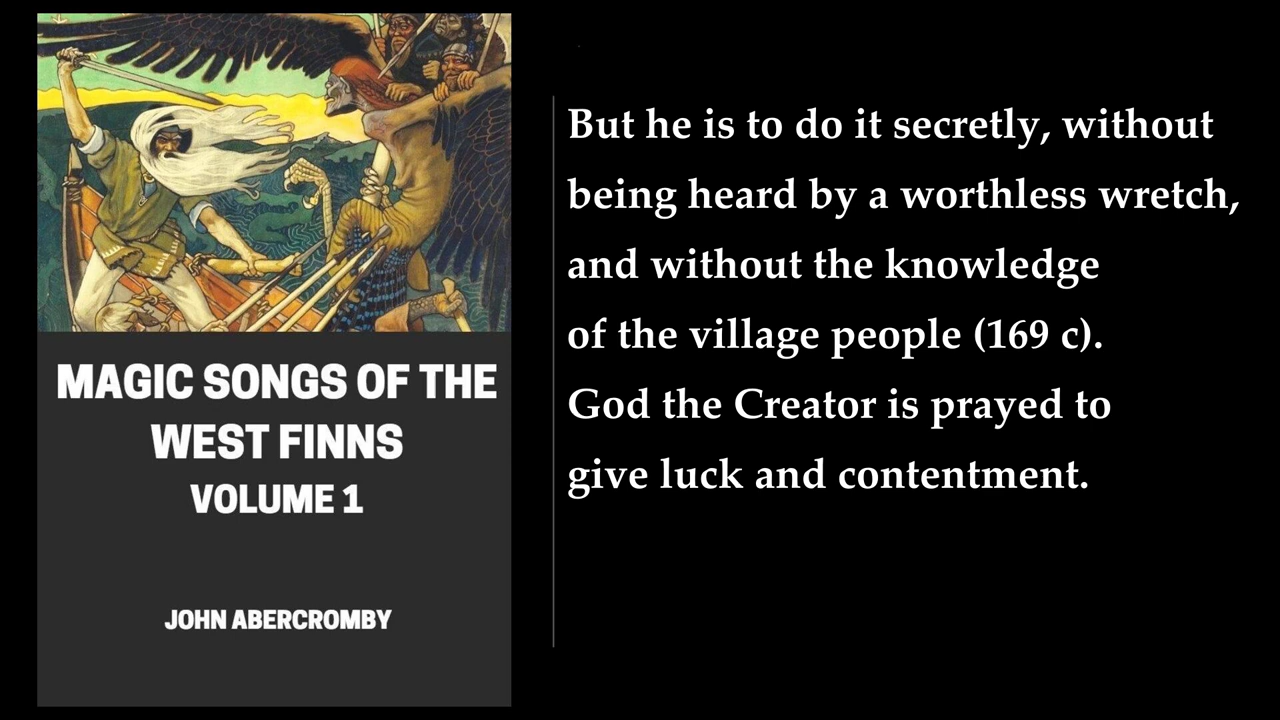 MAGIC SONGS OF THE
WEST FINNS
VOLUME 1
JOHN ABERCROMBY
But he is to do it secretly, without
being heard by a worthless wretch,
and without the knowledge
of the village people (169 c).
God the Creator is prayed to
give luck and contentment.